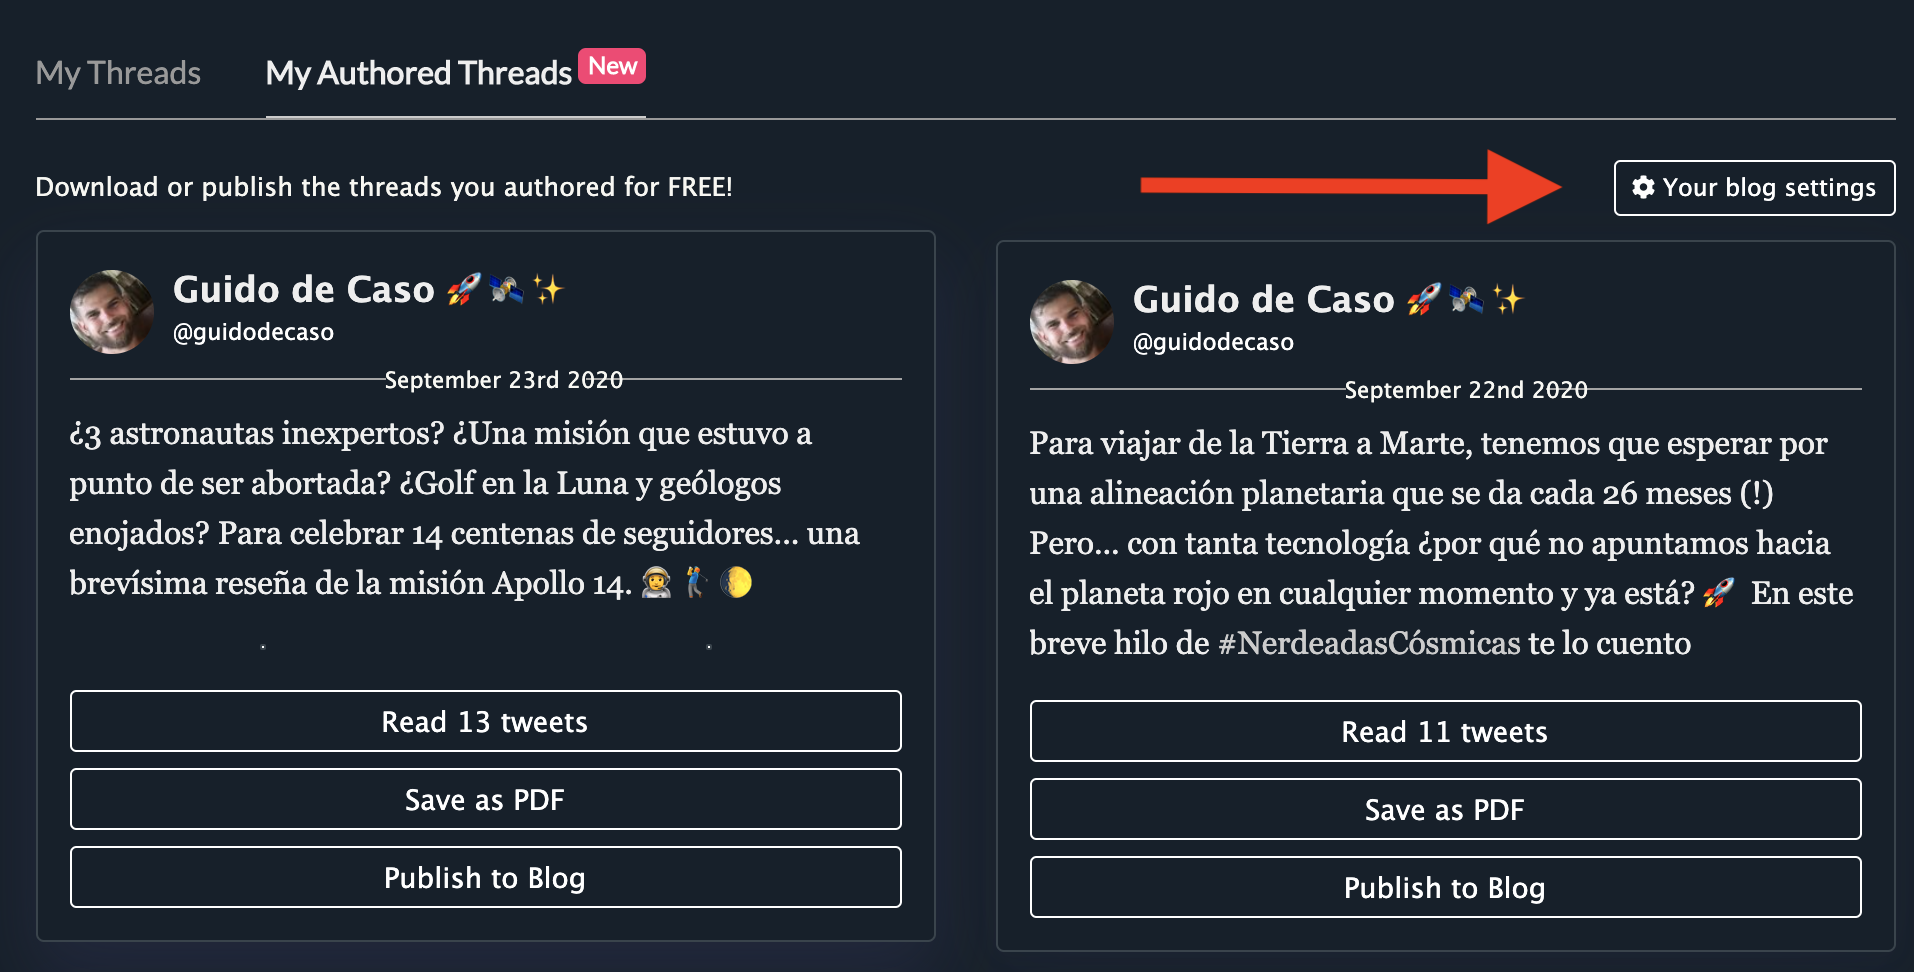 My Threads
My Authored Threads New
Download or publish the threads you authored for FREE!
Your blog settings
Guido de Caso 🚀🛰️✨
@guidodecaso
September 23rd 2020
¿3 astronautas inexpertos? ¿Una misión que estuvo a
punto de ser abortada? ¿Golf en la Luna y geólogos
enojados? Para celebrar 14 centenas de seguidores... una
brevísima reseña de la misión Apollo 14. 👩‍🚀🏌️🌔
Read 13 tweets
Save as PDF
Publish to Blog
Guido de Caso 🚀🛰️✨
@guidodecaso
September 22nd 2020
Para viajar de la Tierra a Marte, tenemos que esperar por
una alineación planetaria que se da cada 26 meses (!)
Pero... con tanta tecnología ¿por qué no apuntamos hacia
el planeta rojo en cualquier momento y ya está? 🚀 En este
breve hilo de #NerdeadasCósmicas te lo cuento
Read 11 tweets
Save as PDF
Publish to Blog